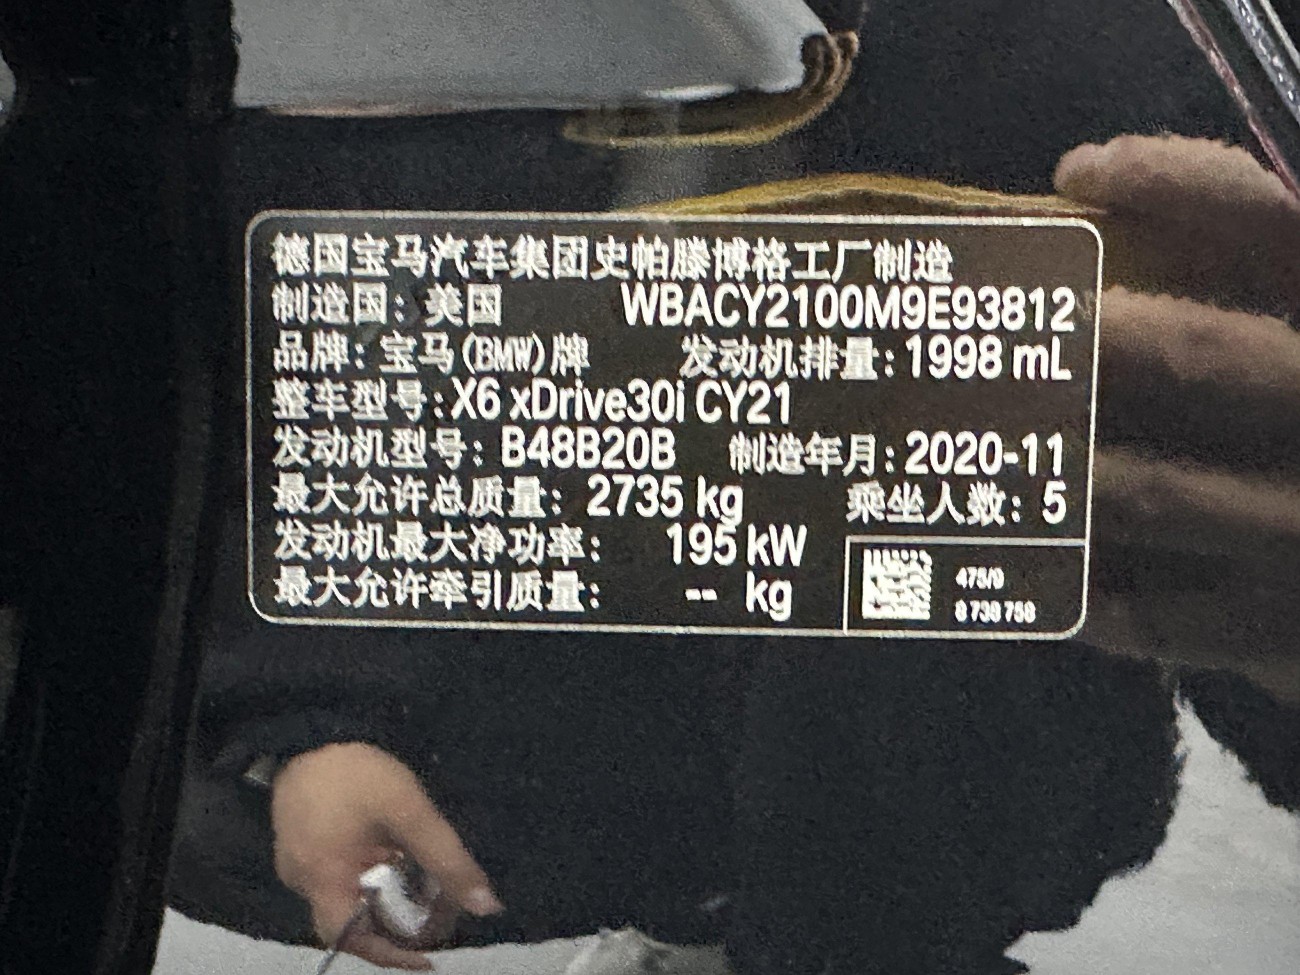 德国宝马汽车集团史帕滕博格工厂制造
制造国：美国 WBACY2100M9E93812
品牌：宝马(BMW)牌 发动机排量：1998 mL
整车型号：X6 xDrive30i CY21
发动机型号：B48B20B 制造年月：2020-11
最大允许总质量：2735 kg 乘坐人数：5
发动机最大净功率：195 kW
最大允许牵引质量：-- kg
475/9
8 738 758